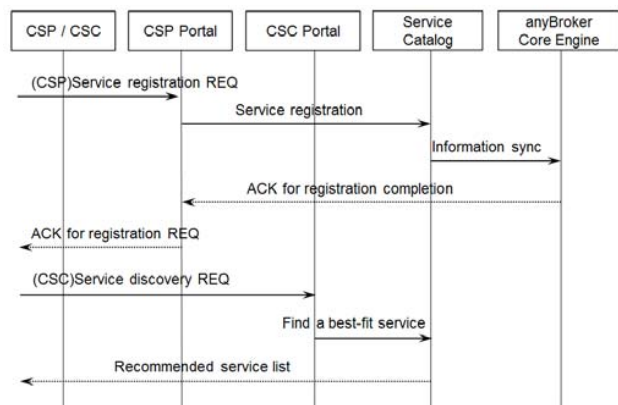 CSP / CSC
CSP Portal
CSC Portal
Service
Catalog
anyBroker
Core Engine
(CSP)Service registration REQ
Service registration
Information sync
ACK for registration completion
ACK for registration REQ
(CSC)Service discovery REQ
Find a best-fit service
Recommended service list